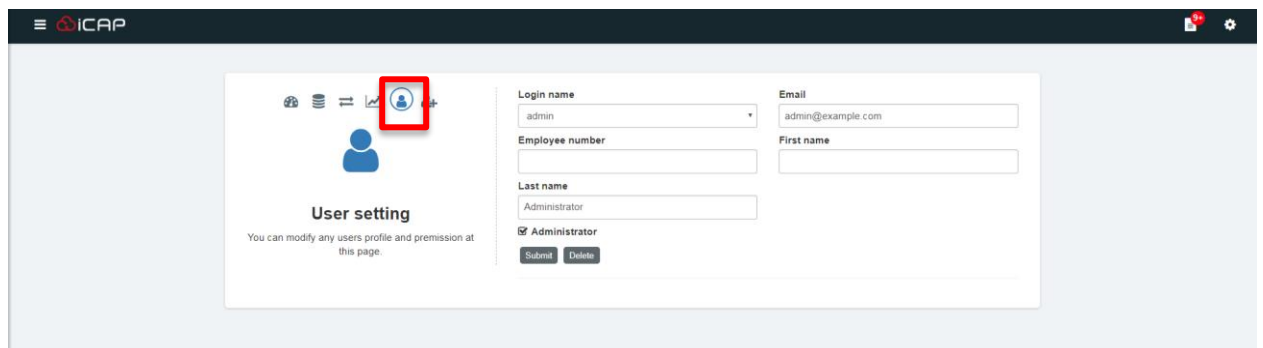 iCAP
9+
User setting
You can modify any users profile and premission at
this page.
Login name
admin
Email
admin@example.com
Employee number
First name
Last name
Administrator
Administrator
Submit
Delete